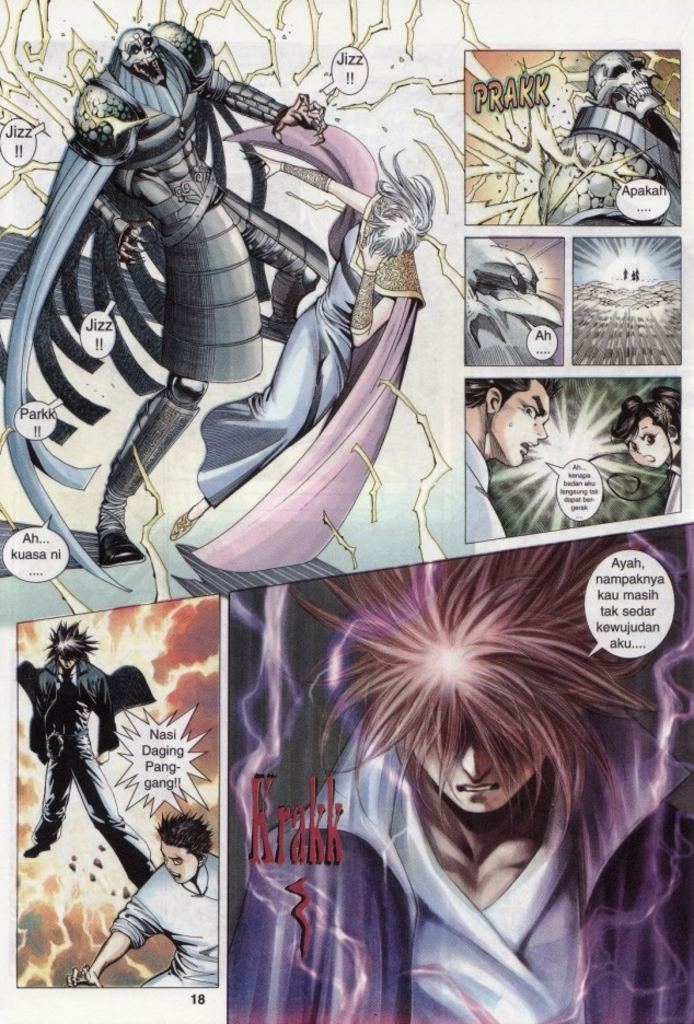 Jizz
!!
Jizz
!!
Jizz
!!
Parkk
!!
Ah...
kuasa ni
....
PRAKK
Apakah
....
Ah
....
Ah...
kenapa
badan aku
langsung tak
dapat ber-
gerak
...
Nasi
Daging
Pang-
gang!!
Ayah,
nampaknya
kau masih
tak sedar
kewujudan
aku....
Krakk
18